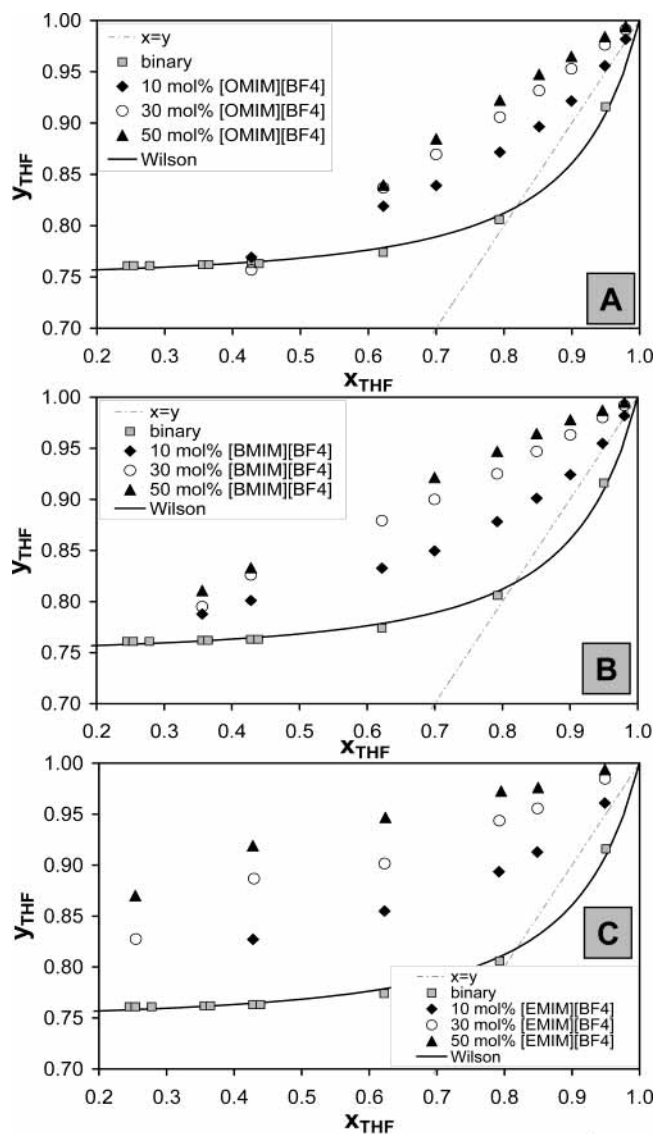 1.00
0.95
0.90
0.85
0.80
0.75
0.70
yTHF
x=y
binary
10 mol% [OMIM][BF4]
30 mol% [OMIM][BF4]
50 mol% [OMIM][BF4]
Wilson
A
0.2 0.3 0.4 0.5 0.6 0.7 0.8 0.9 1.0
xTHF
1.00
0.95
0.90
0.85
0.80
0.75
0.70
yTHF
x=y
binary
10 mol% [BMIM][BF4]
30 mol% [BMIM][BF4]
50 mol% [BMIM][BF4]
Wilson
B
0.2 0.3 0.4 0.5 0.6 0.7 0.8 0.9 1.0
xTHF
1.00
0.95
0.90
0.85
0.80
0.75
0.70
yTHF
C
x=y
binary
10 mol% [EMIM][BF4]
30 mol% [EMIM][BF4]
50 mol% [EMIM][BF4]
Wilson
0.2 0.3 0.4 0.5 0.6 0.7 0.8 0.9 1.0
xTHF